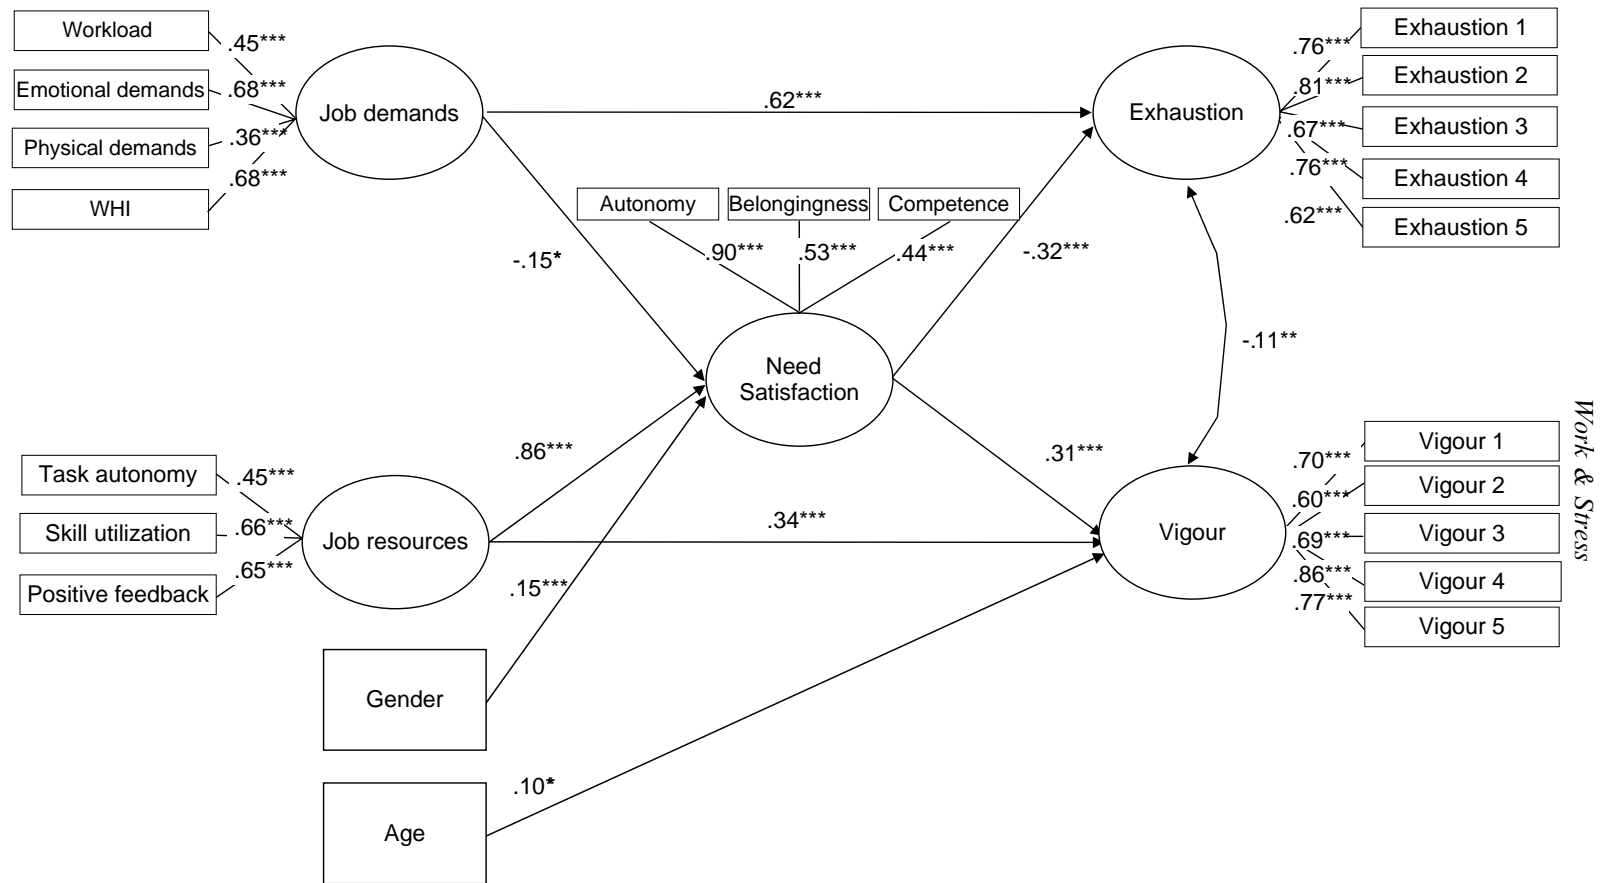 Workload
.45***
Emotional demands
.68***
Physical demands
.36***
WHI
.68***
Job demands
.62***
Exhaustion
Exhaustion 1
.76***
Exhaustion 2
.81***
Exhaustion 3
.67***
Exhaustion 4
.76***
Exhaustion 5
.62***
Autonomy
Belongingness
Competence
.90***
.53***
.44***
-.15*
-.32***
Need
Satisfaction
-.11**
.86***
.31***
Task autonomy
.45***
Skill utilization
.66***
Positive feedback
.65***
Job resources
.34***
Vigour
Vigour 1
.70***
Vigour 2
.60***
Vigour 3
.69***
Vigour 4
.86***
Vigour 5
.77***
.15***
Gender
.10*
Age
Work & Stress